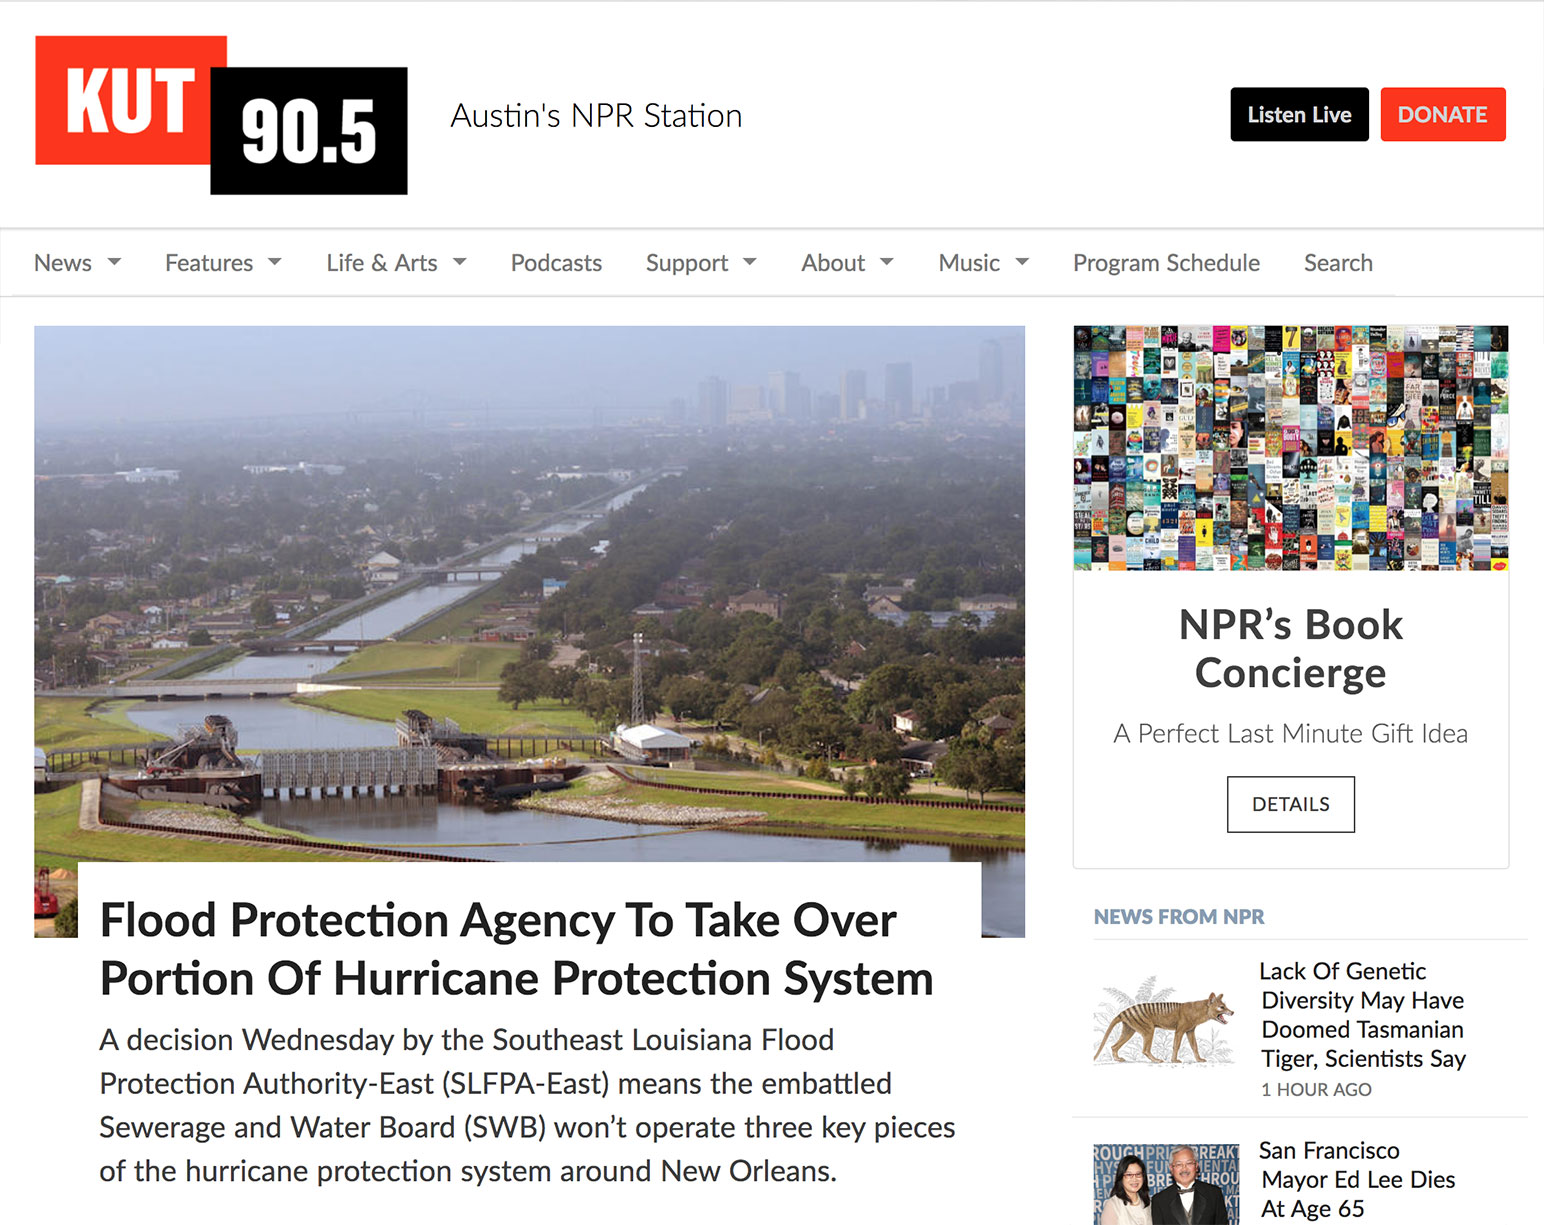 KUT
90.5
Austin's NPR Station
Listen Live
DONATE
News
Features
Life & Arts
Podcasts
Support
About
Music
Program Schedule
Search
Flood Protection Agency To Take Over
Portion Of Hurricane Protection System
A decision Wednesday by the Southeast Louisiana Flood
Protection Authority-East (SLFPA-East) means the embattled
Sewerage and Water Board (SWB) won’t operate three key pieces
of the hurricane protection system around New Orleans.
NPR’s Book
Concierge
A Perfect Last Minute Gift Idea
DETAILS
NEWS FROM NPR
Lack Of Genetic
Diversity May Have
Doomed Tasmanian
Tiger, Scientists Say
1 HOUR AGO
San Francisco
Mayor Ed Lee Dies
At Age 65